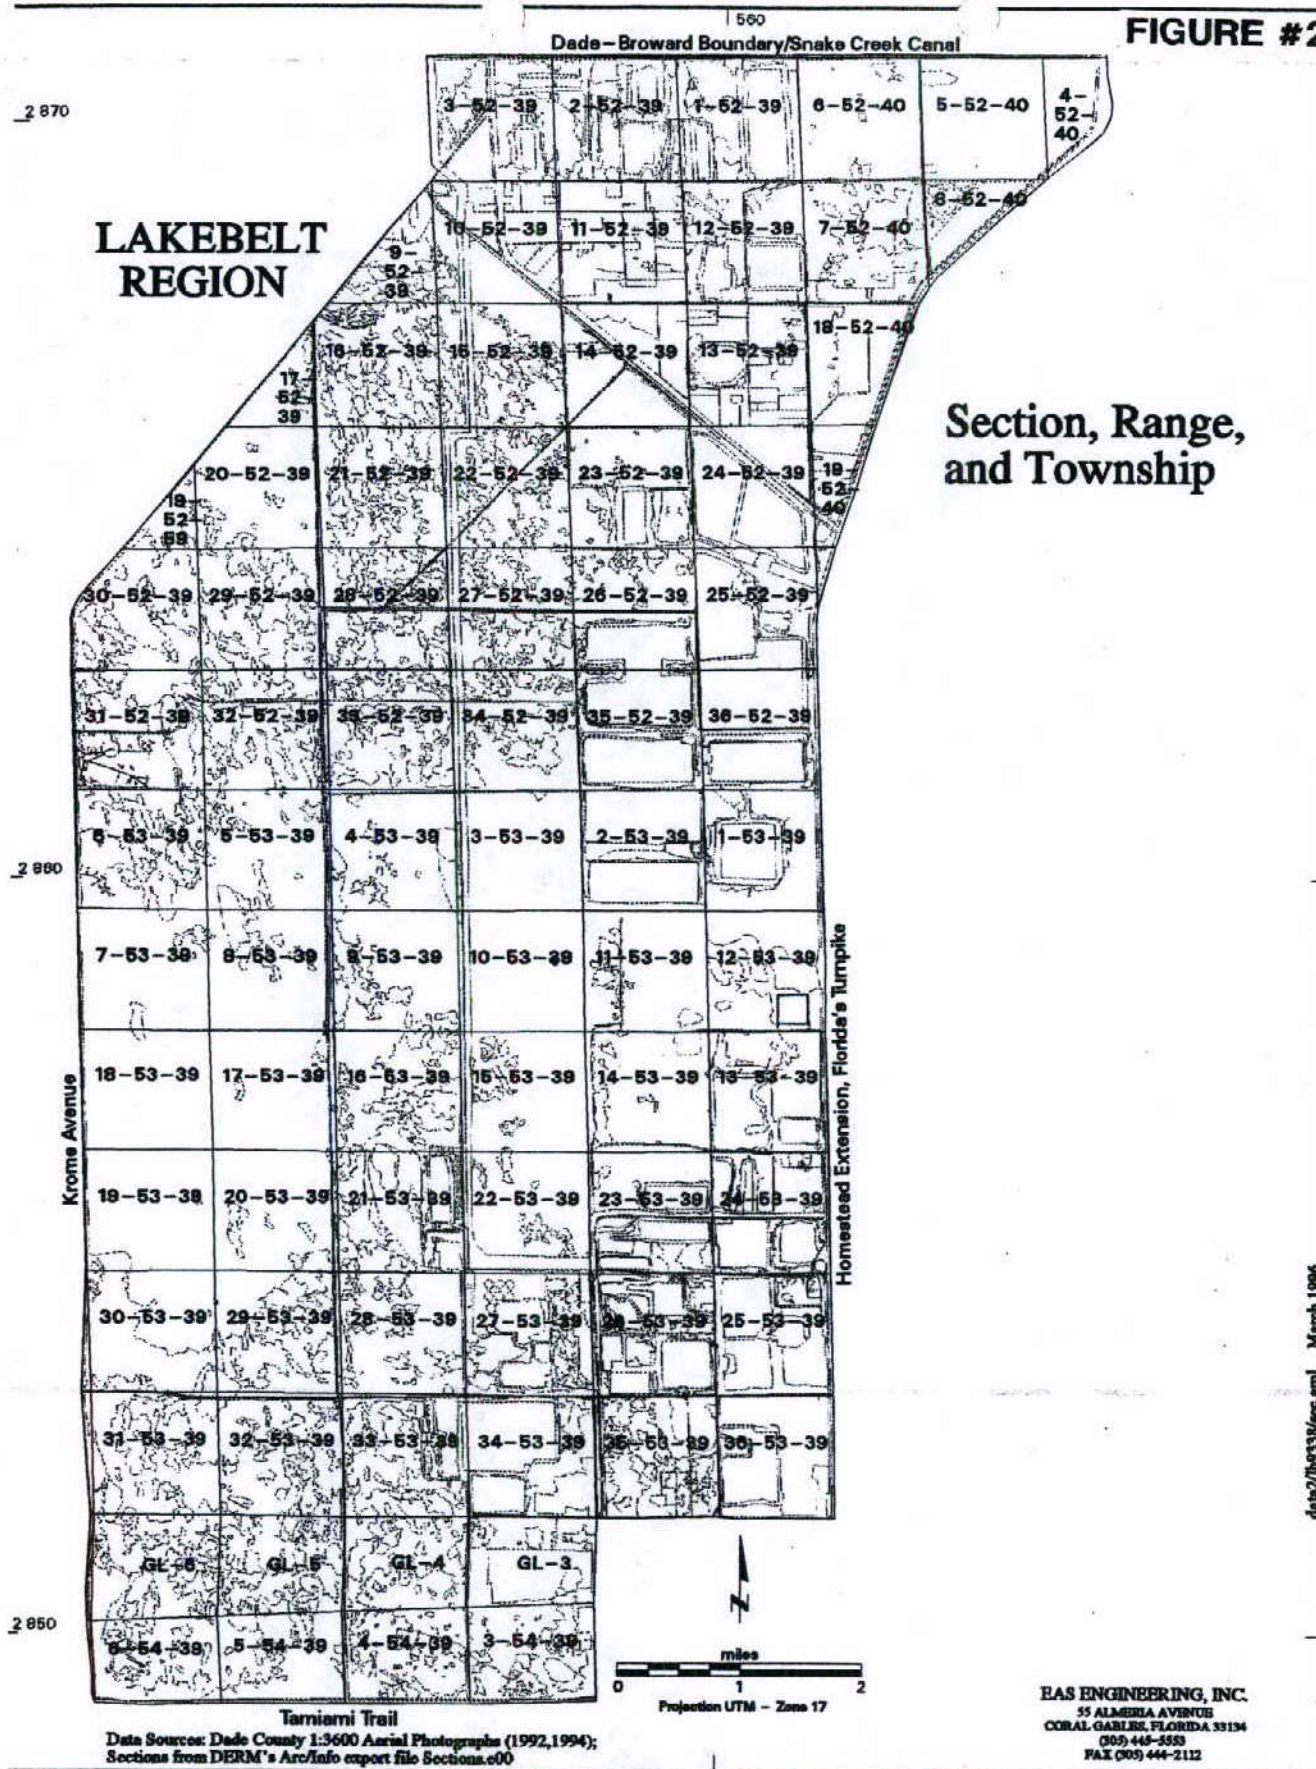 560
FIGURE #2
Dade-Broward Boundary/Snake Creek Canal
2 870
3-52-39 2-52-39 1-52-39 6-52-40 5-52-40 4-
52-
40
8-52-40
LAKEBELT
REGION
10-52-39 11-52-39 12-52-39 7-52-40
9-
52-
39
18-52-40
16-52-39 15-52-39 14-52-39 13-52-39
17-
52-
39
Section, Range,
and Township
20-52-39 21-52-39 22-52-39 23-52-39 24-52-39 19-
52-
40
19-
52-
39
30-52-39 29-52-39 28-52-39 27-52-39 26-52-39 25-52-39
31-52-39 32-52-39 33-52-39 34-52-39 35-52-39 36-52-39
6-53-39 5-53-39 4-53-39 3-53-39 2-53-39 1-53-39
2 860
7-53-39 8-53-39 9-53-39 10-53-39 11-53-39 12-53-39
18-53-39 17-53-39 16-53-39 15-53-39 14-53-39 13-53-39
Krome Avenue
Homestead Extension, Florida's Turnpike
19-53-39 20-53-39 21-53-39 22-53-39 23-53-39 24-53-39
30-53-39 29-53-39 28-53-39 27-53-39 26-53-39 25-53-39
31-53-39 32-53-39 33-53-39 34-53-39 35-53-39 36-53-39
GL-6 GL-5 GL-4 GL-3
N
2 850
6-54-39 5-54-39 4-54-39 3-54-39
miles
0 1 2
Projection UTM - Zone 17
Tamiami Trail
Data Sources: Dade County 1:3600 Aerial Photographs (1992,1994);
Sections from DERM's Arc/Info export file Sections.e00
EAS ENGINEERING, INC.
55 ALMERIA AVENUE
CORAL GABLES, FLORIDA 33134
(305) 445-5553
FAX (305) 444-2112
March 1996